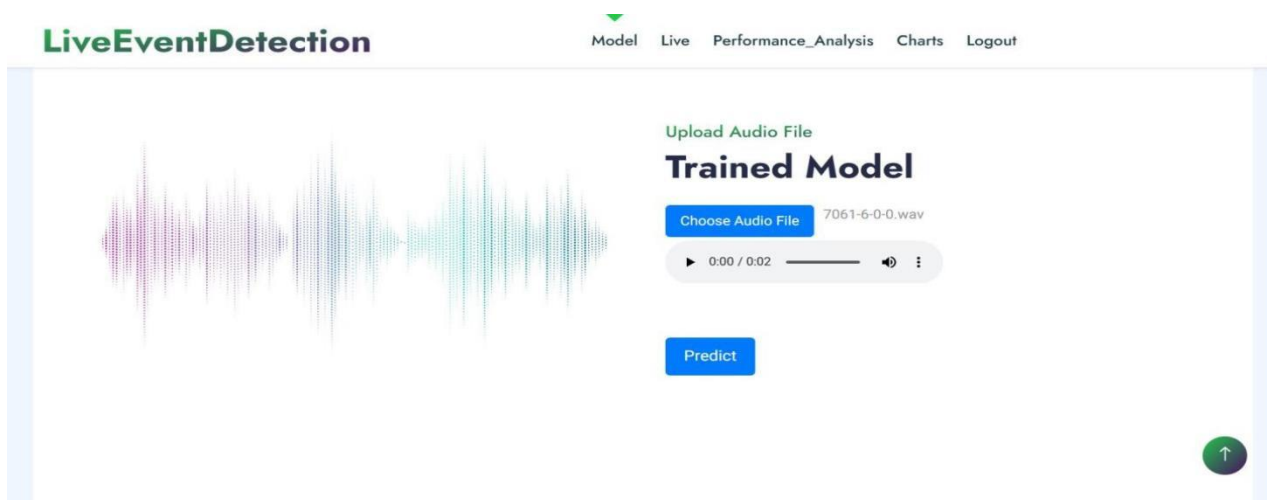 LiveEventDetection
Model Live Performance_Analysis Charts Logout
Upload Audio File
Trained Model
Choose Audio File 7061-6-0-0.wav
0:00 / 0:02
Predict